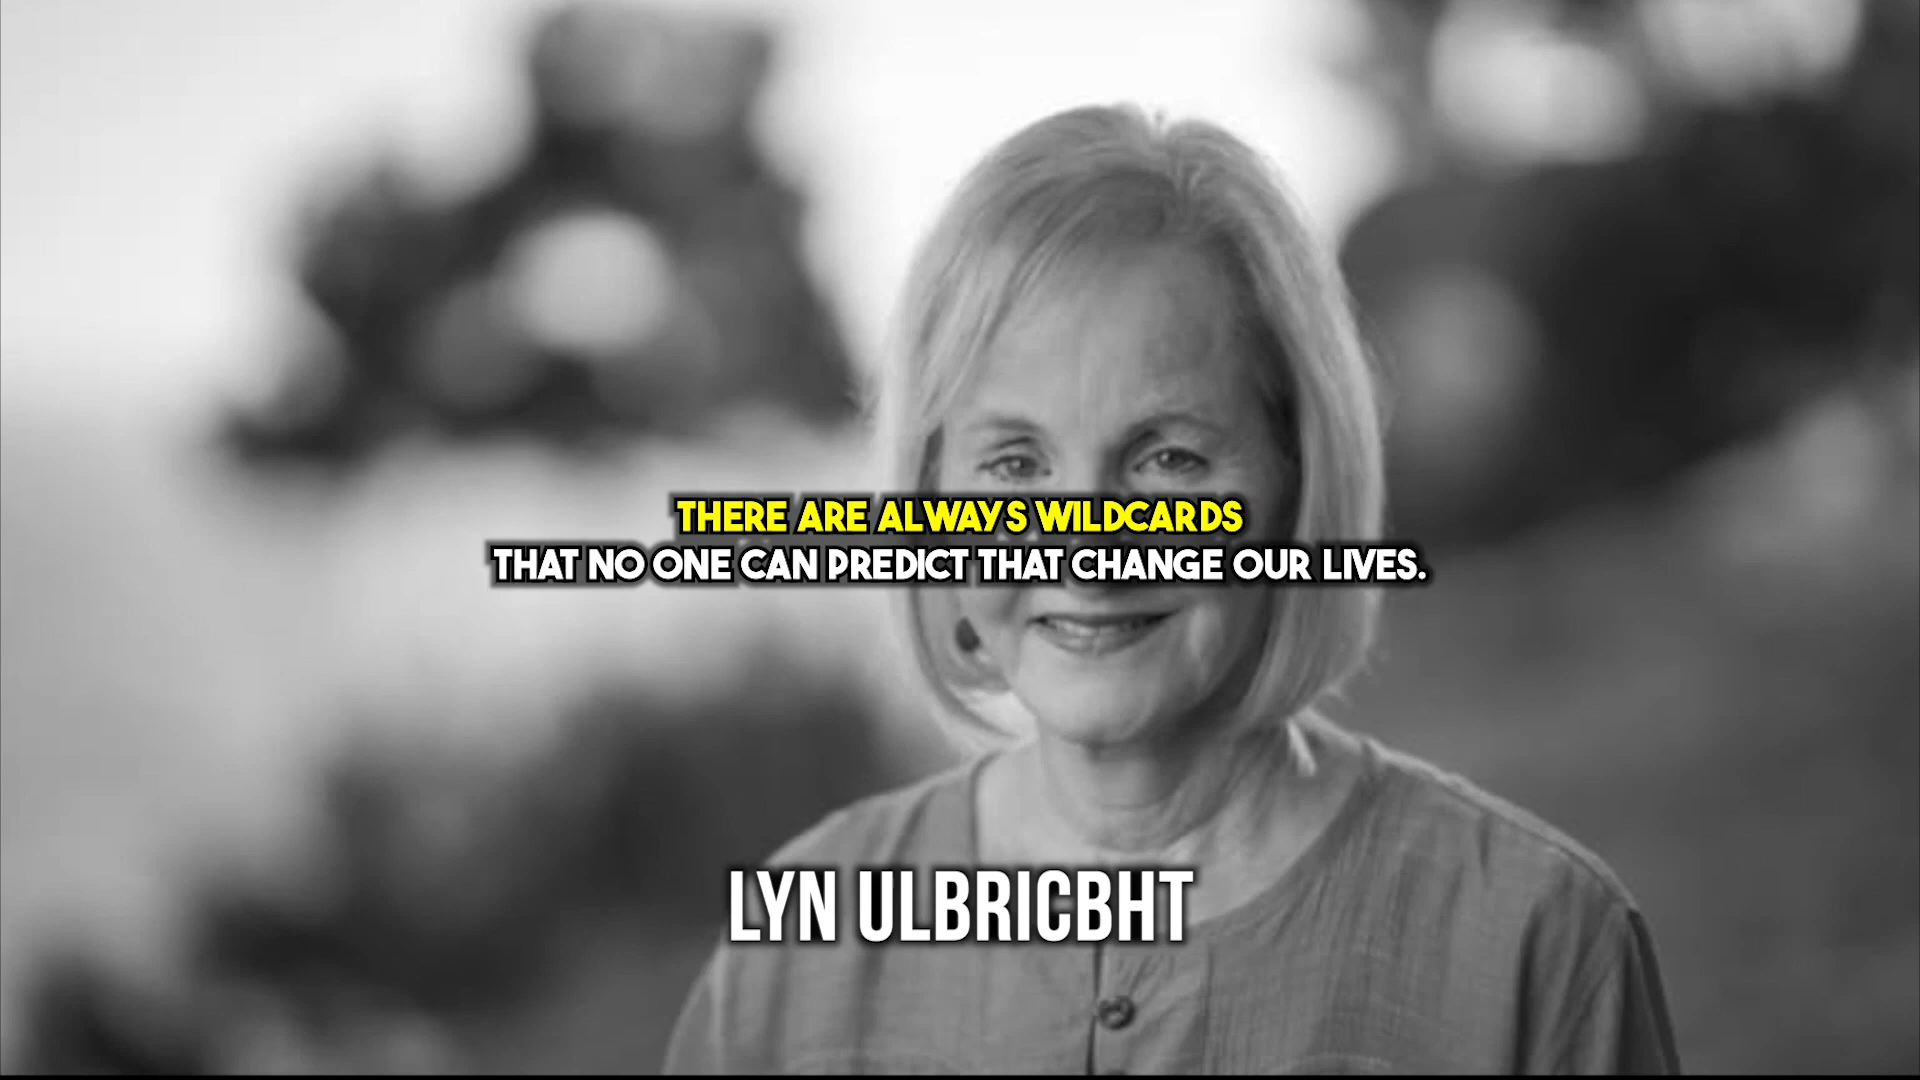 THERE ARE ALWAYS WILDCARDS
THAT NO ONE CAN PREDICT THAT CHANGE OUR LIVES.
LYN ULBRICBHT